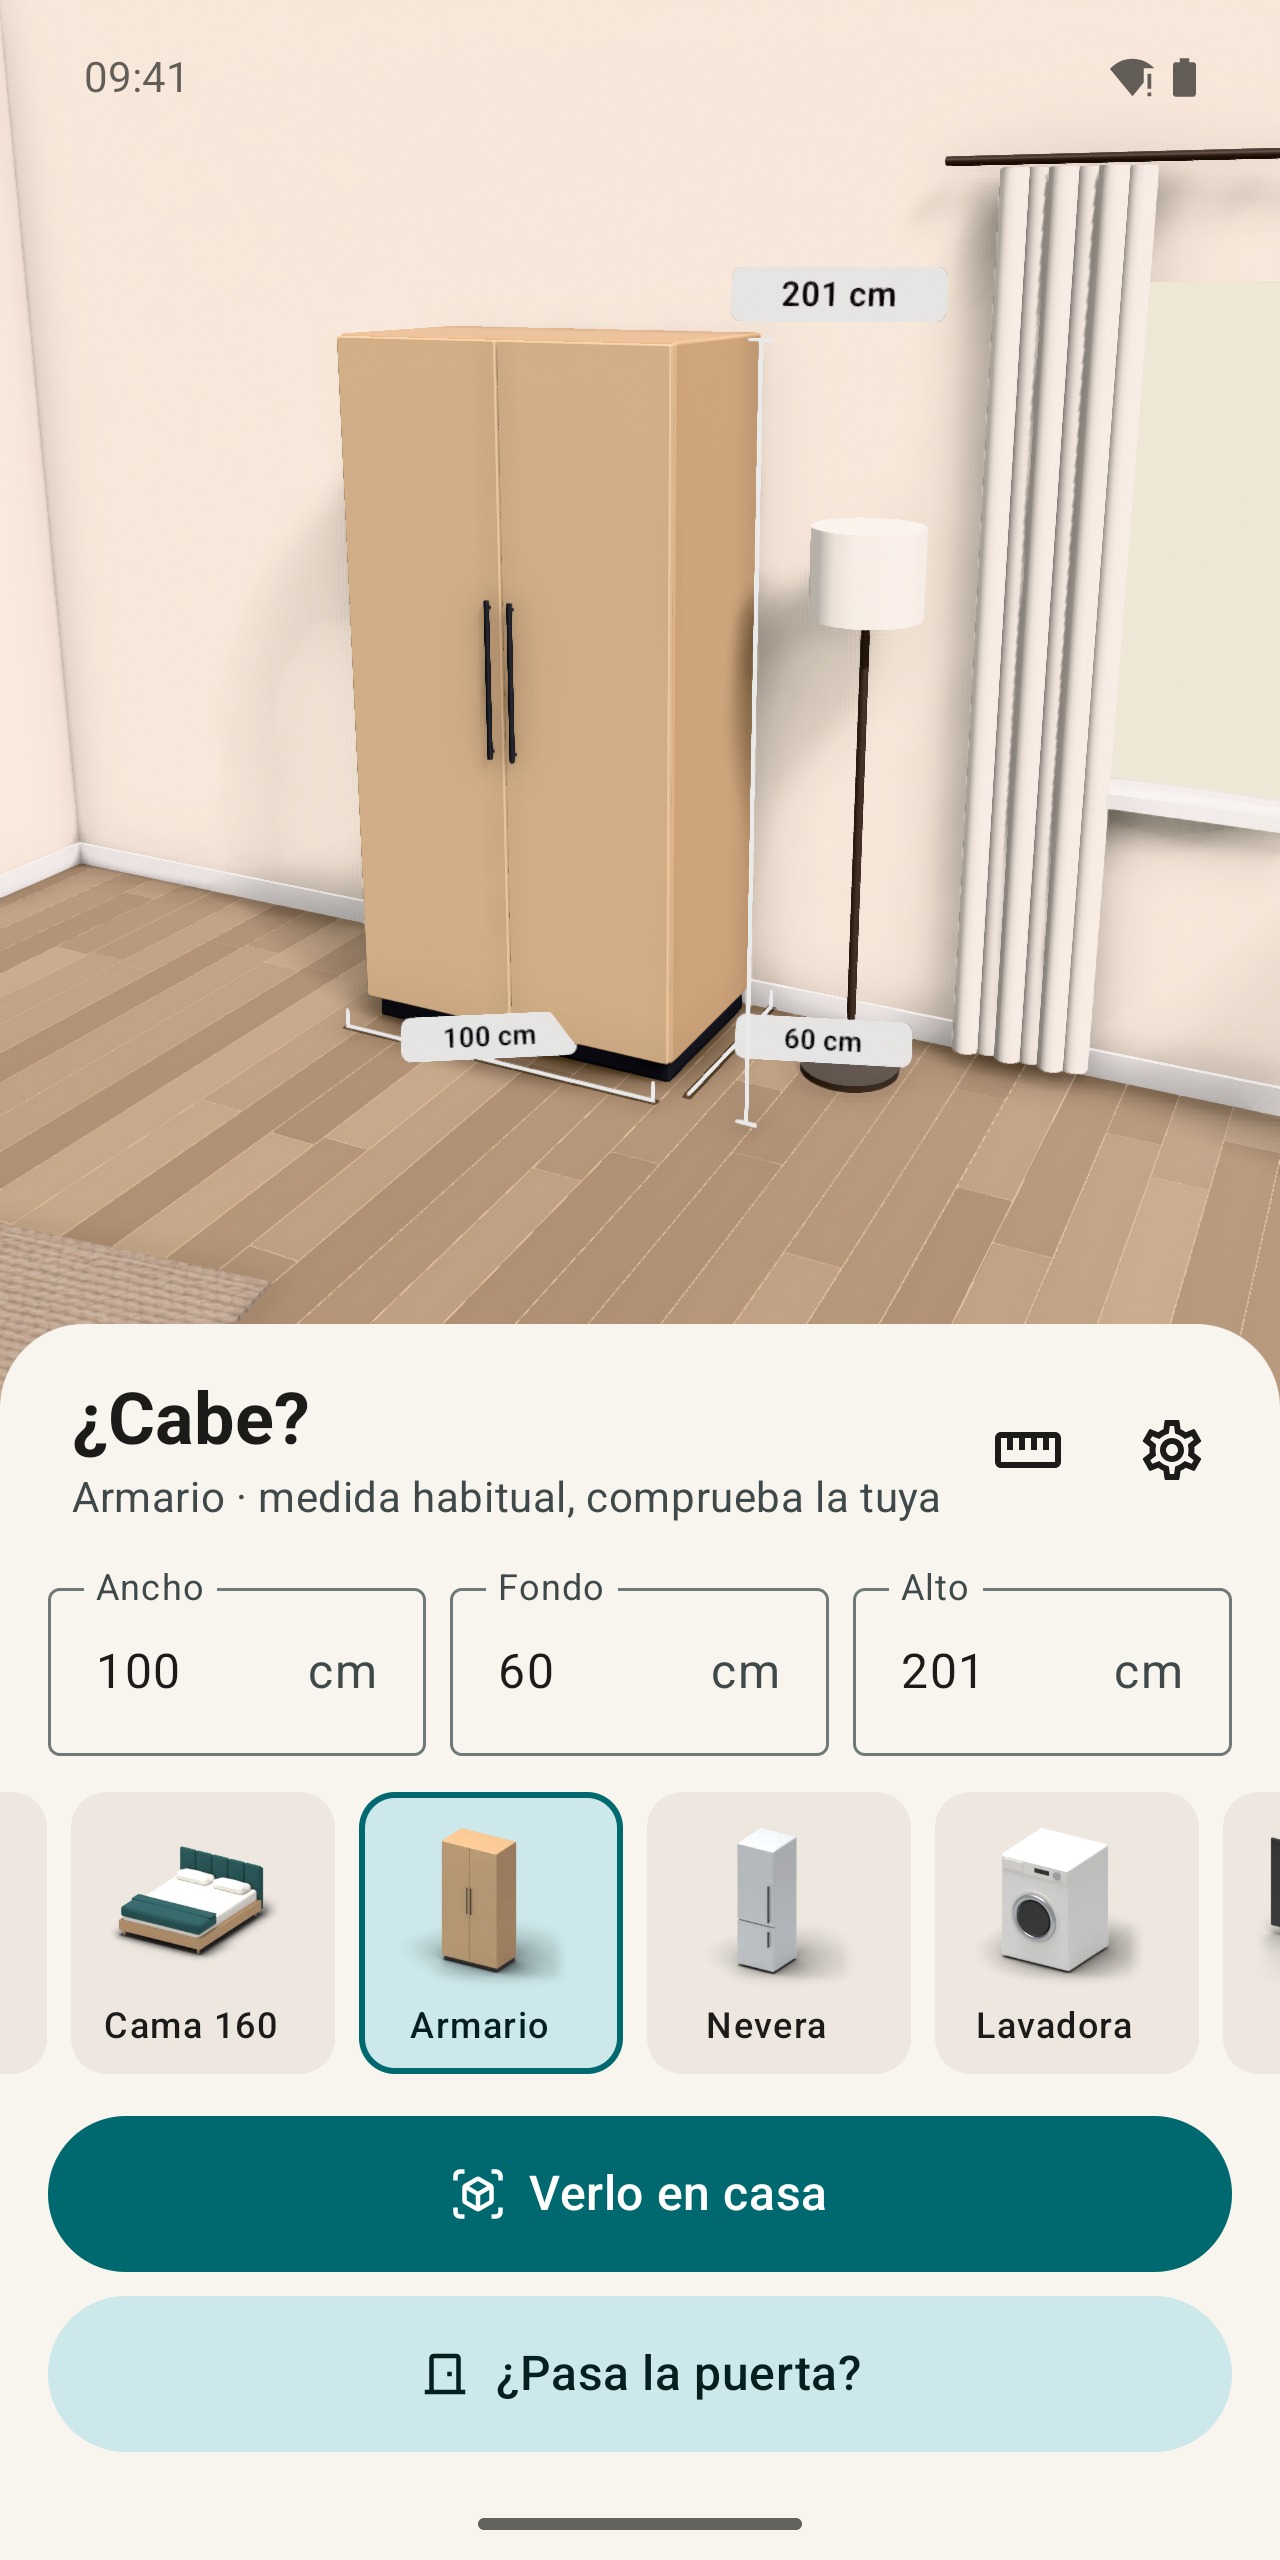 09:41
201 cm
100 cm
60 cm
¿Cabe?
Armario · medida habitual, comprueba la tuya
Ancho
Fondo
Alto
100 cm
60 cm
201 cm
Cama 160
Armario
Nevera
Lavadora
Verlo en casa
¿Pasa la puerta?